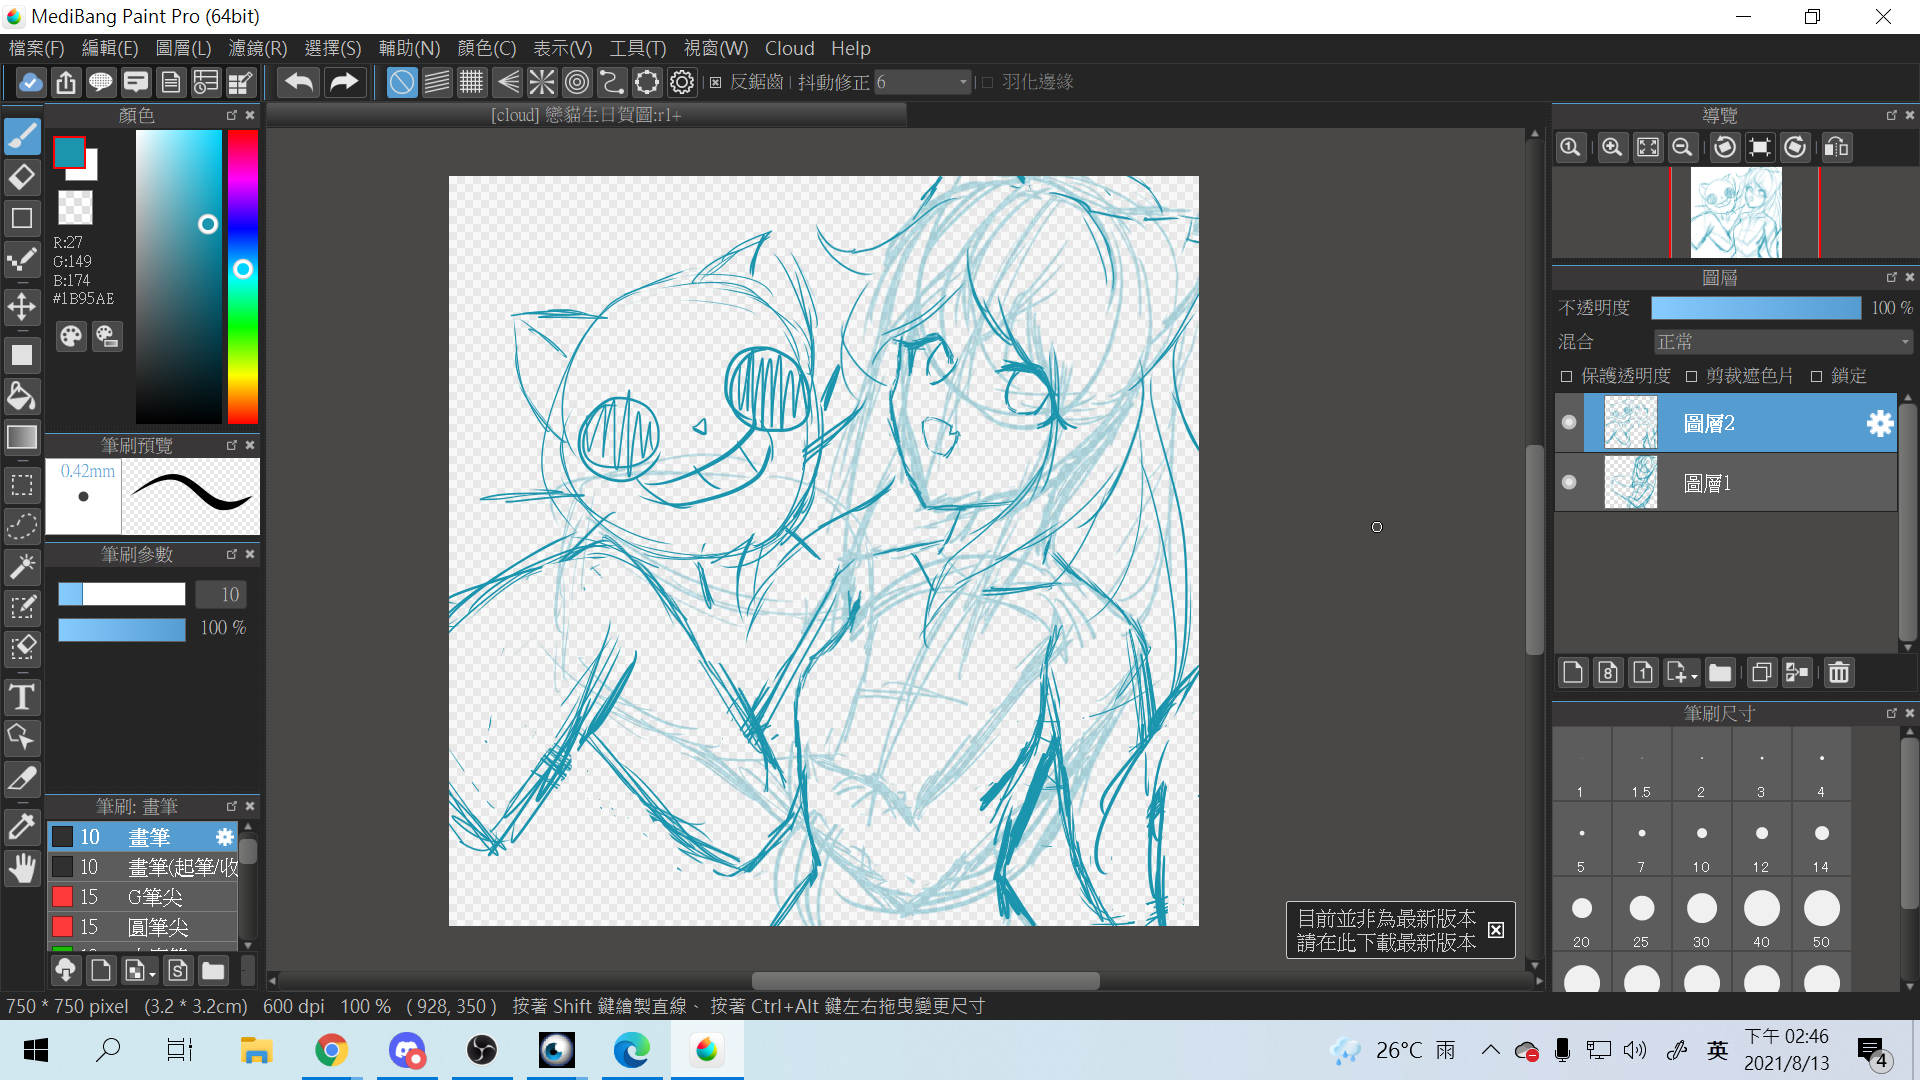 MediBang Paint Pro (64bit)
檔案(F) 編輯(E) 圖層(L) 濾鏡(R) 選擇(S) 輔助(N) 顏色(C) 表示(V) 工具(T) 視窗(W) Cloud Help
反鋸齒 抖動修正 6 羽化邊緣
顏色
[cloud] 戀貓生日賀圖:r1+
導覽
R:27
G:149
B:174
#1B95AE
圖層
不透明度 100 %
混合 正常
保護透明度 剪裁遮色片 鎖定
圖層2
圖層1
筆刷預覽
0.42mm
筆刷參數
10
100 %
筆刷: 畫筆
10 畫筆
10 畫筆(起筆/收
15 G筆尖
15 圓筆尖
筆刷尺寸
1 1.5 2 3 4
5 7 10 12 14
20 25 30 40 50
目前並非為最新版本
請在此下載最新版本
750 * 750 pixel (3.2 * 3.2cm) 600 dpi 100 % ( 928, 350 ) 按著 Shift 鍵繪製直線、 按著 Ctrl+Alt 鍵左右拖曳變更尺寸
26°C 雨
英
下午 02:46
2021/8/13
4